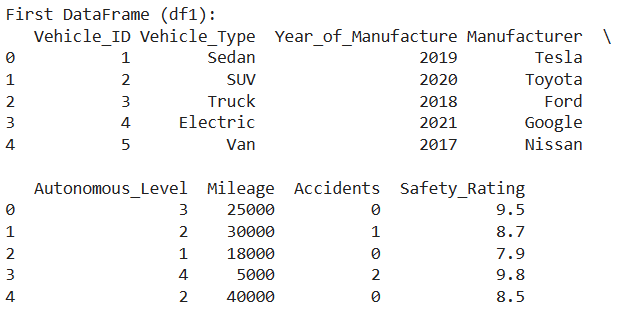 First DataFrame (df1):
   Vehicle_ID Vehicle_Type  Year_of_Manufacture Manufacturer  \
0           1        Sedan                 2019        Tesla
1           2          SUV                 2020       Toyota
2           3        Truck                 2018         Ford
3           4     Electric                 2021       Google
4           5          Van                 2017       Nissan

   Autonomous_Level  Mileage  Accidents  Safety_Rating
0                 3    25000          0            9.5
1                 2    30000          1            8.7
2                 1    18000          0            7.9
3                 4     5000          2            9.8
4                 2    40000          0            8.5